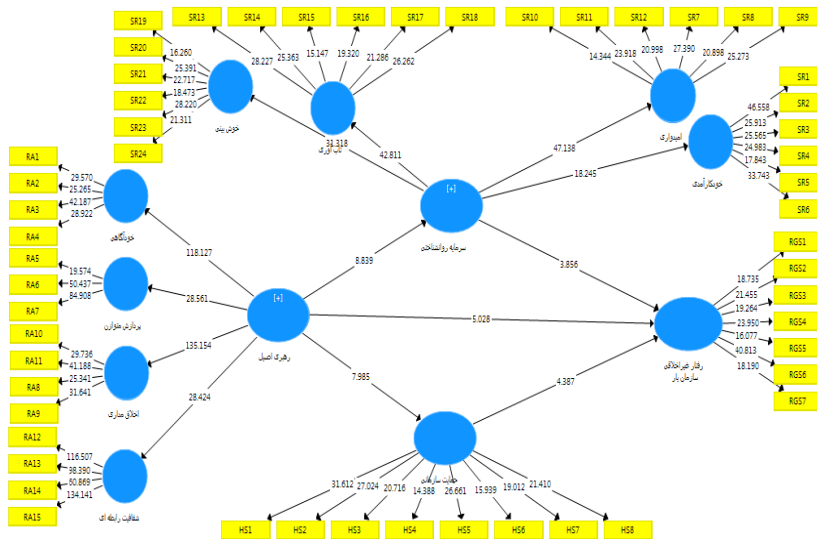 SR19
SR13
SR14
SR15
SR16
SR17
SR18
SR10
SR11
SR12
SR7
SR8
SR9
SR20
SR21
SR22
SR23
SR24
16.260
25.391
22.717
18.473
28.220
21.311
28.227
25.363
15.147
19.320
21.286
26.262
14.344
23.918
20.998
27.390
20.898
25.273
خوش بینی
تاب آوری
امیدواری
خودکارآمدی
SR1
SR2
SR3
SR4
SR5
SR6
46.558
25.913
25.565
24.983
17.843
33.743
31.318
42.811
47.138
18.245
[+]
سرمایه روانشناختی
RA1
RA2
RA3
RA4
29.570
25.265
42.187
28.922
خودآگاهی
RA5
RA6
RA7
19.574
50.437
84.908
پردازش متوازن
RA10
RA11
RA8
RA9
29.736
41.188
25.341
31.641
اخلاق مداری
RA12
RA13
RA14
RA15
116.507
98.390
60.869
134.141
شفافیت رابطه ای
118.127
28.561
135.154
28.424
[+]
رهبری اصیل
8.839
5.028
7.985
3.856
4.387
رفتار غیراخلاقی
سازمان یار
RGS1
RGS2
RGS3
RGS4
RGS5
RGS6
RGS7
18.735
21.455
19.264
23.950
16.077
40.813
18.190
حمایت سازمانی
31.612
27.024
20.716
14.388
26.661
15.939
19.012
21.410
HS1
HS2
HS3
HS4
HS5
HS6
HS7
HS8